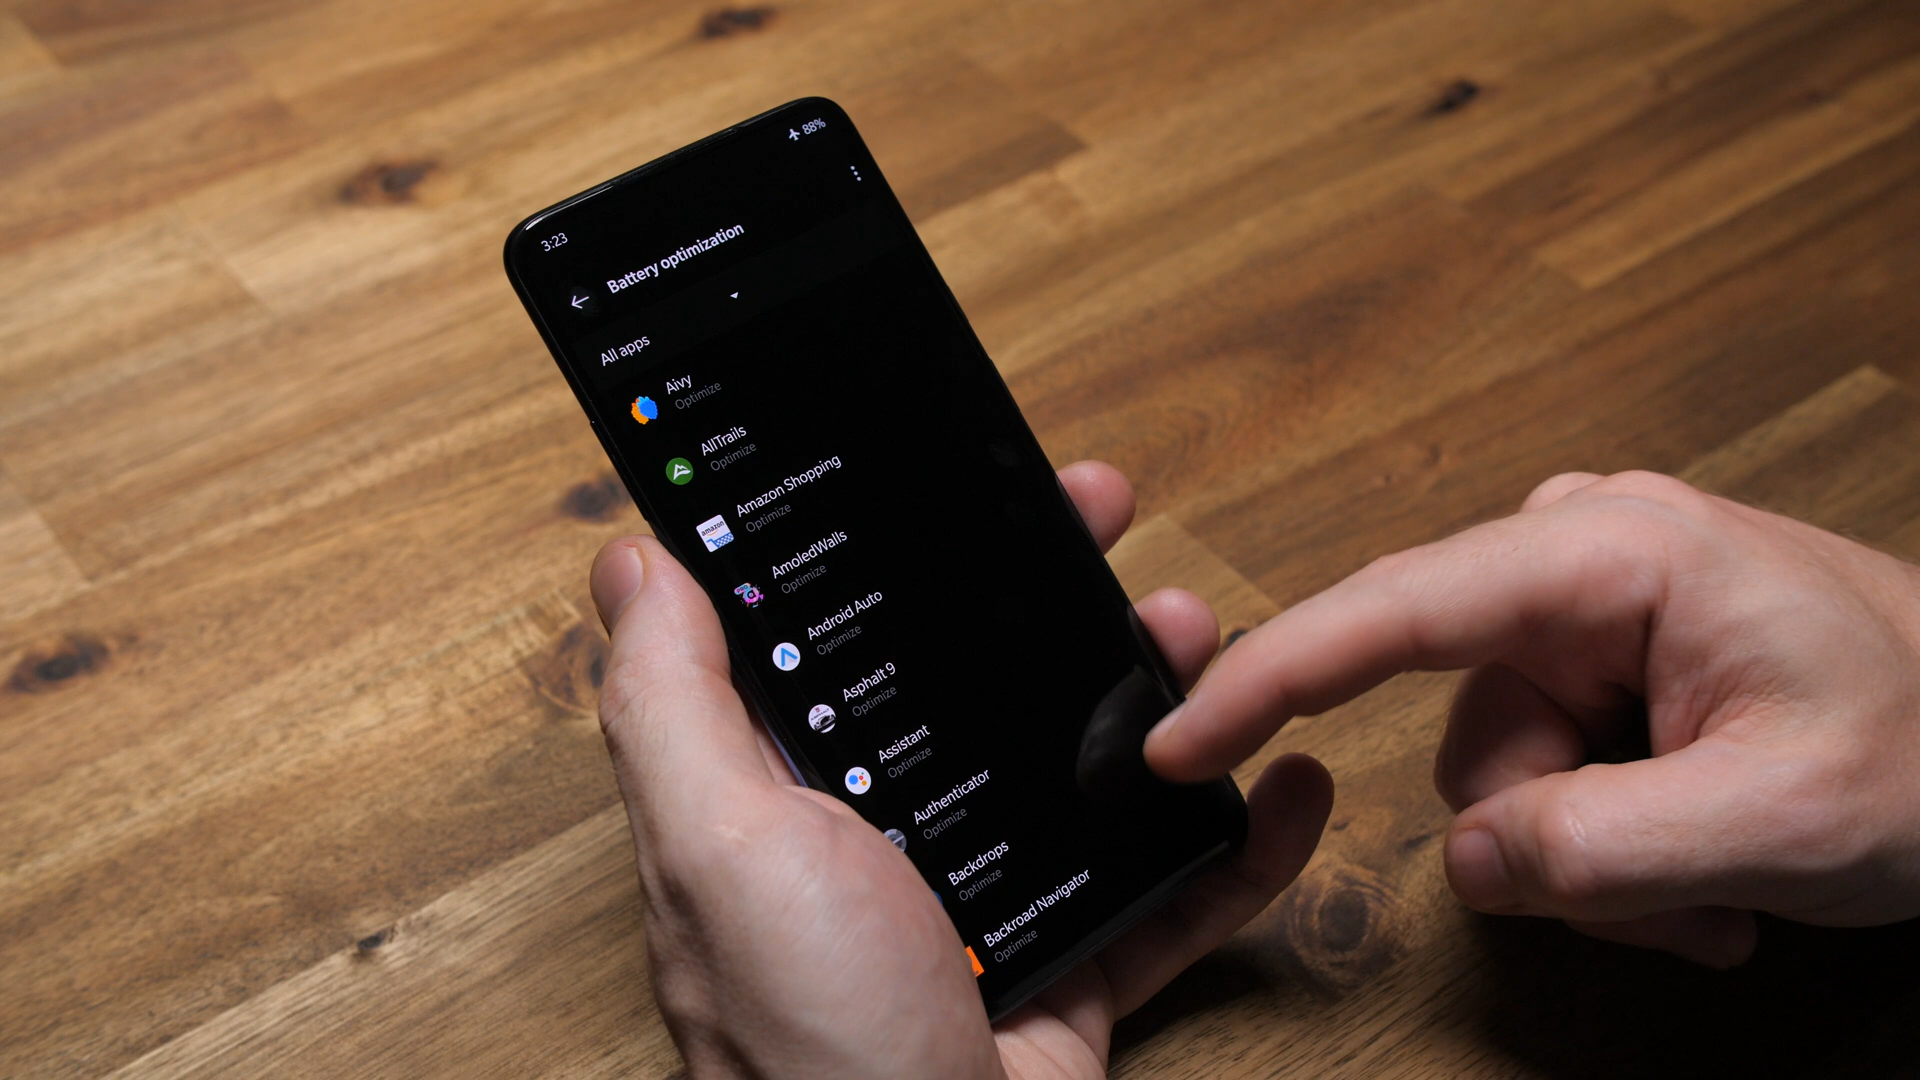 3:23
88%
Battery optimization
All apps
Aivy
Optimize
AllTrails
Optimize
amazon
Amazon Shopping
Optimize
AmoledWalls
Optimize
Android Auto
Optimize
Asphalt 9
Optimize
Assistant
Optimize
Authenticator
Optimize
Backdrops
Optimize
Backroad Navigator
Optimize